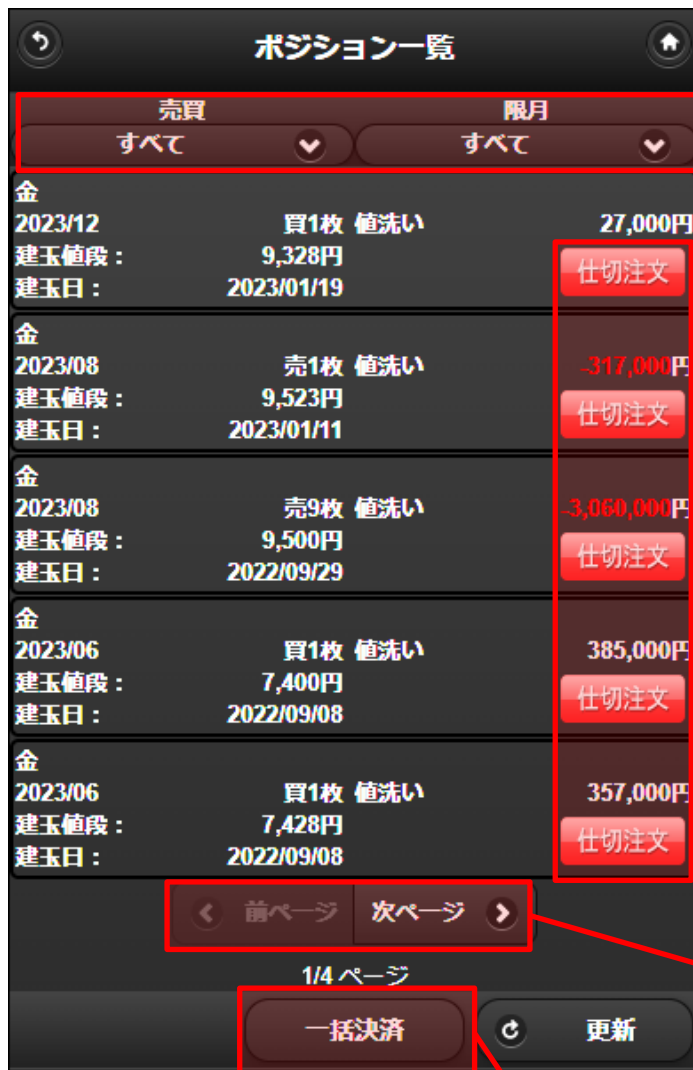 ポジション一覧
売買 限月
すべて すべて
金
2023/12 買1枚 値洗い 27,000円
建玉値段： 9,328円
仕切注文
建玉日： 2023/01/19
金
2023/08 売1枚 値洗い -317,000円
建玉値段： 9,523円
仕切注文
建玉日： 2023/01/11
金
2023/08 売9枚 値洗い -3,060,000円
建玉値段： 9,500円
仕切注文
建玉日： 2022/09/29
金
2023/06 買1枚 値洗い 385,000円
建玉値段： 7,400円
仕切注文
建玉日： 2022/09/08
金
2023/06 買1枚 値洗い 357,000円
建玉値段： 7,428円
仕切注文
建玉日： 2022/09/08
前ページ 次ページ
1/4 ページ
一括決済 更新